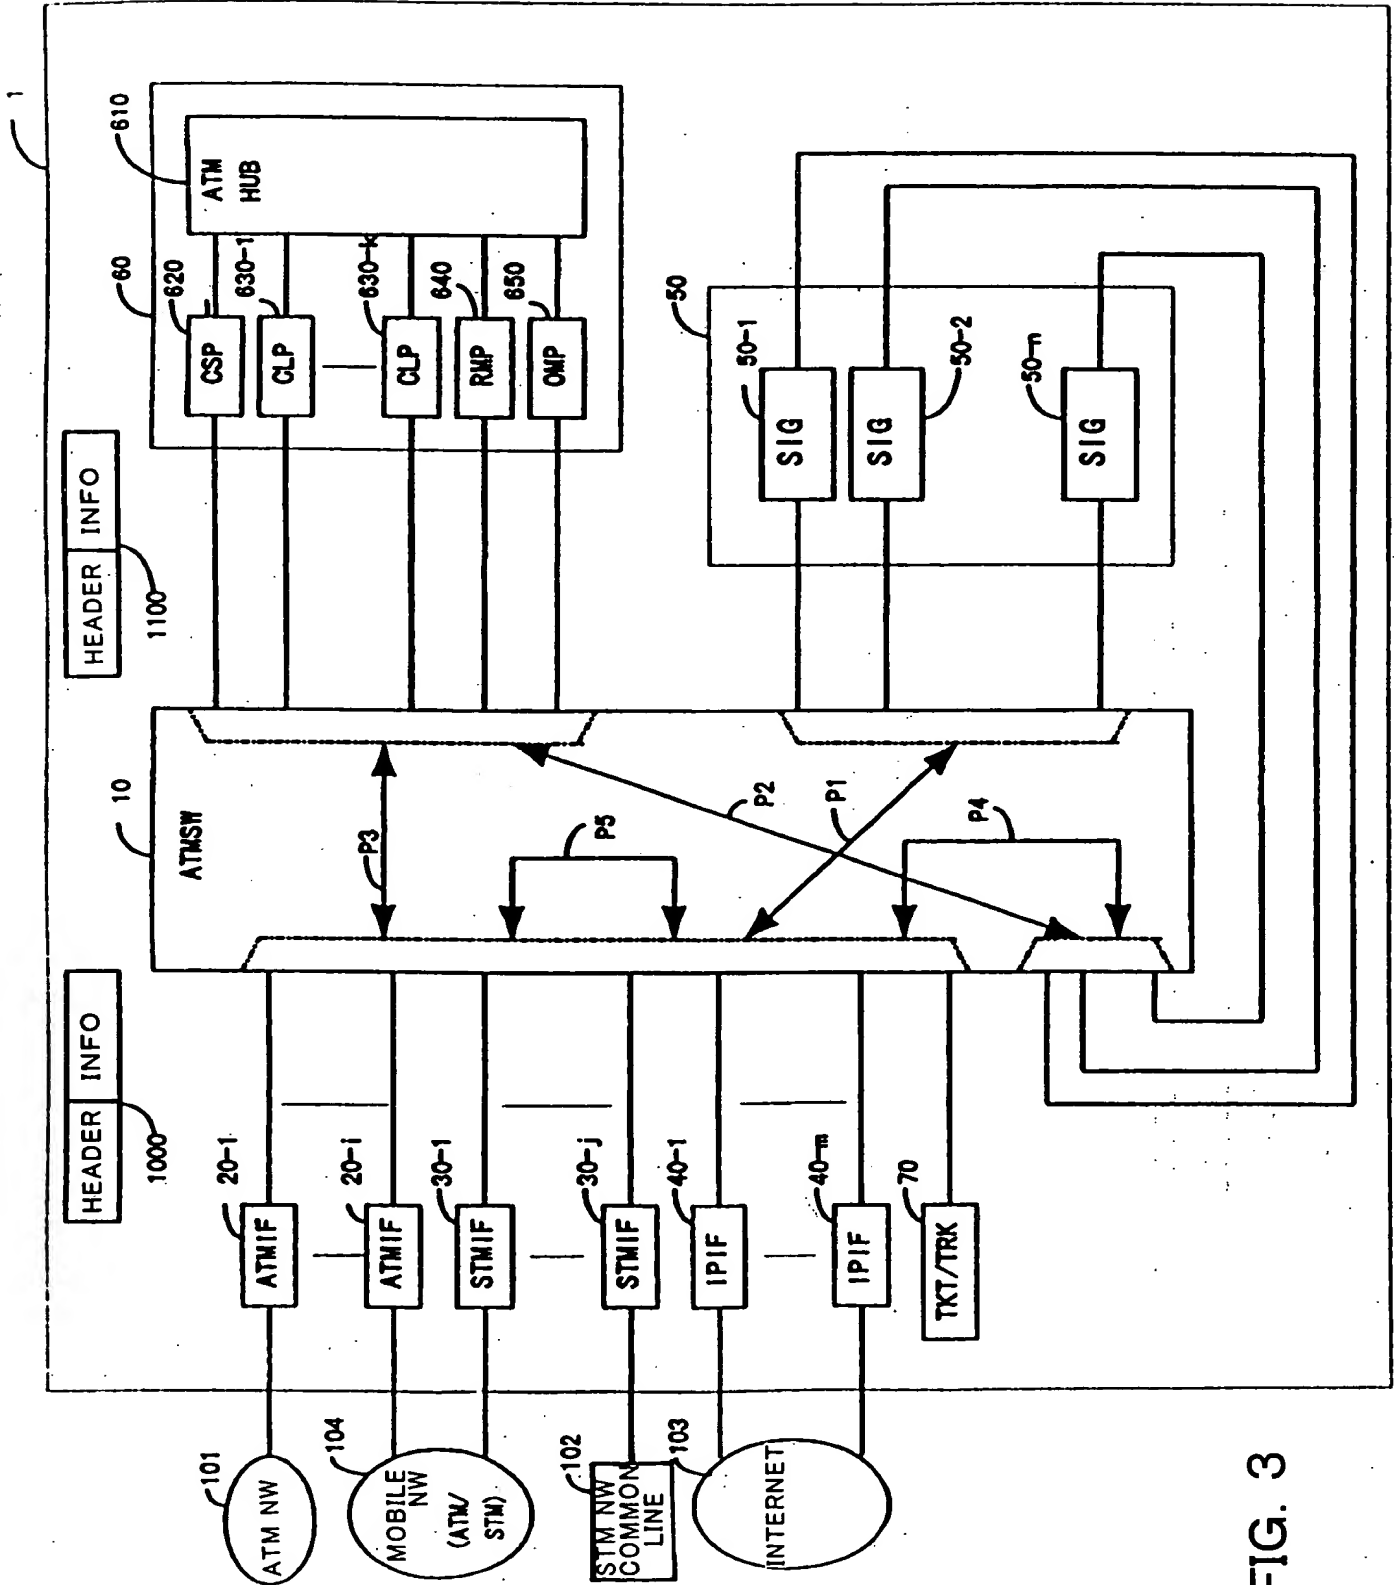 1
610
ATM
HUB
60
620
630-1
630-k
640
650
CSP
CLP
CLP
RMP
OMP
50
50-1
50-2
50-n
SIG
SIG
SIG
HEADER INFO
1100
10
ATMSW
P3
P5
P2
P1
P4
HEADER INFO
1000
20-1
20-i
30-1
30-j
40-1
40-m
70
ATMIF
ATMIF
STMIF
STMIF
IPIF
IPIF
TKT/TRK
101
104
102
103
ATM NW
MOBILE
NW
(ATM/
STM)
STM NW
COMMON
LINE
INTERNET
FIG. 3